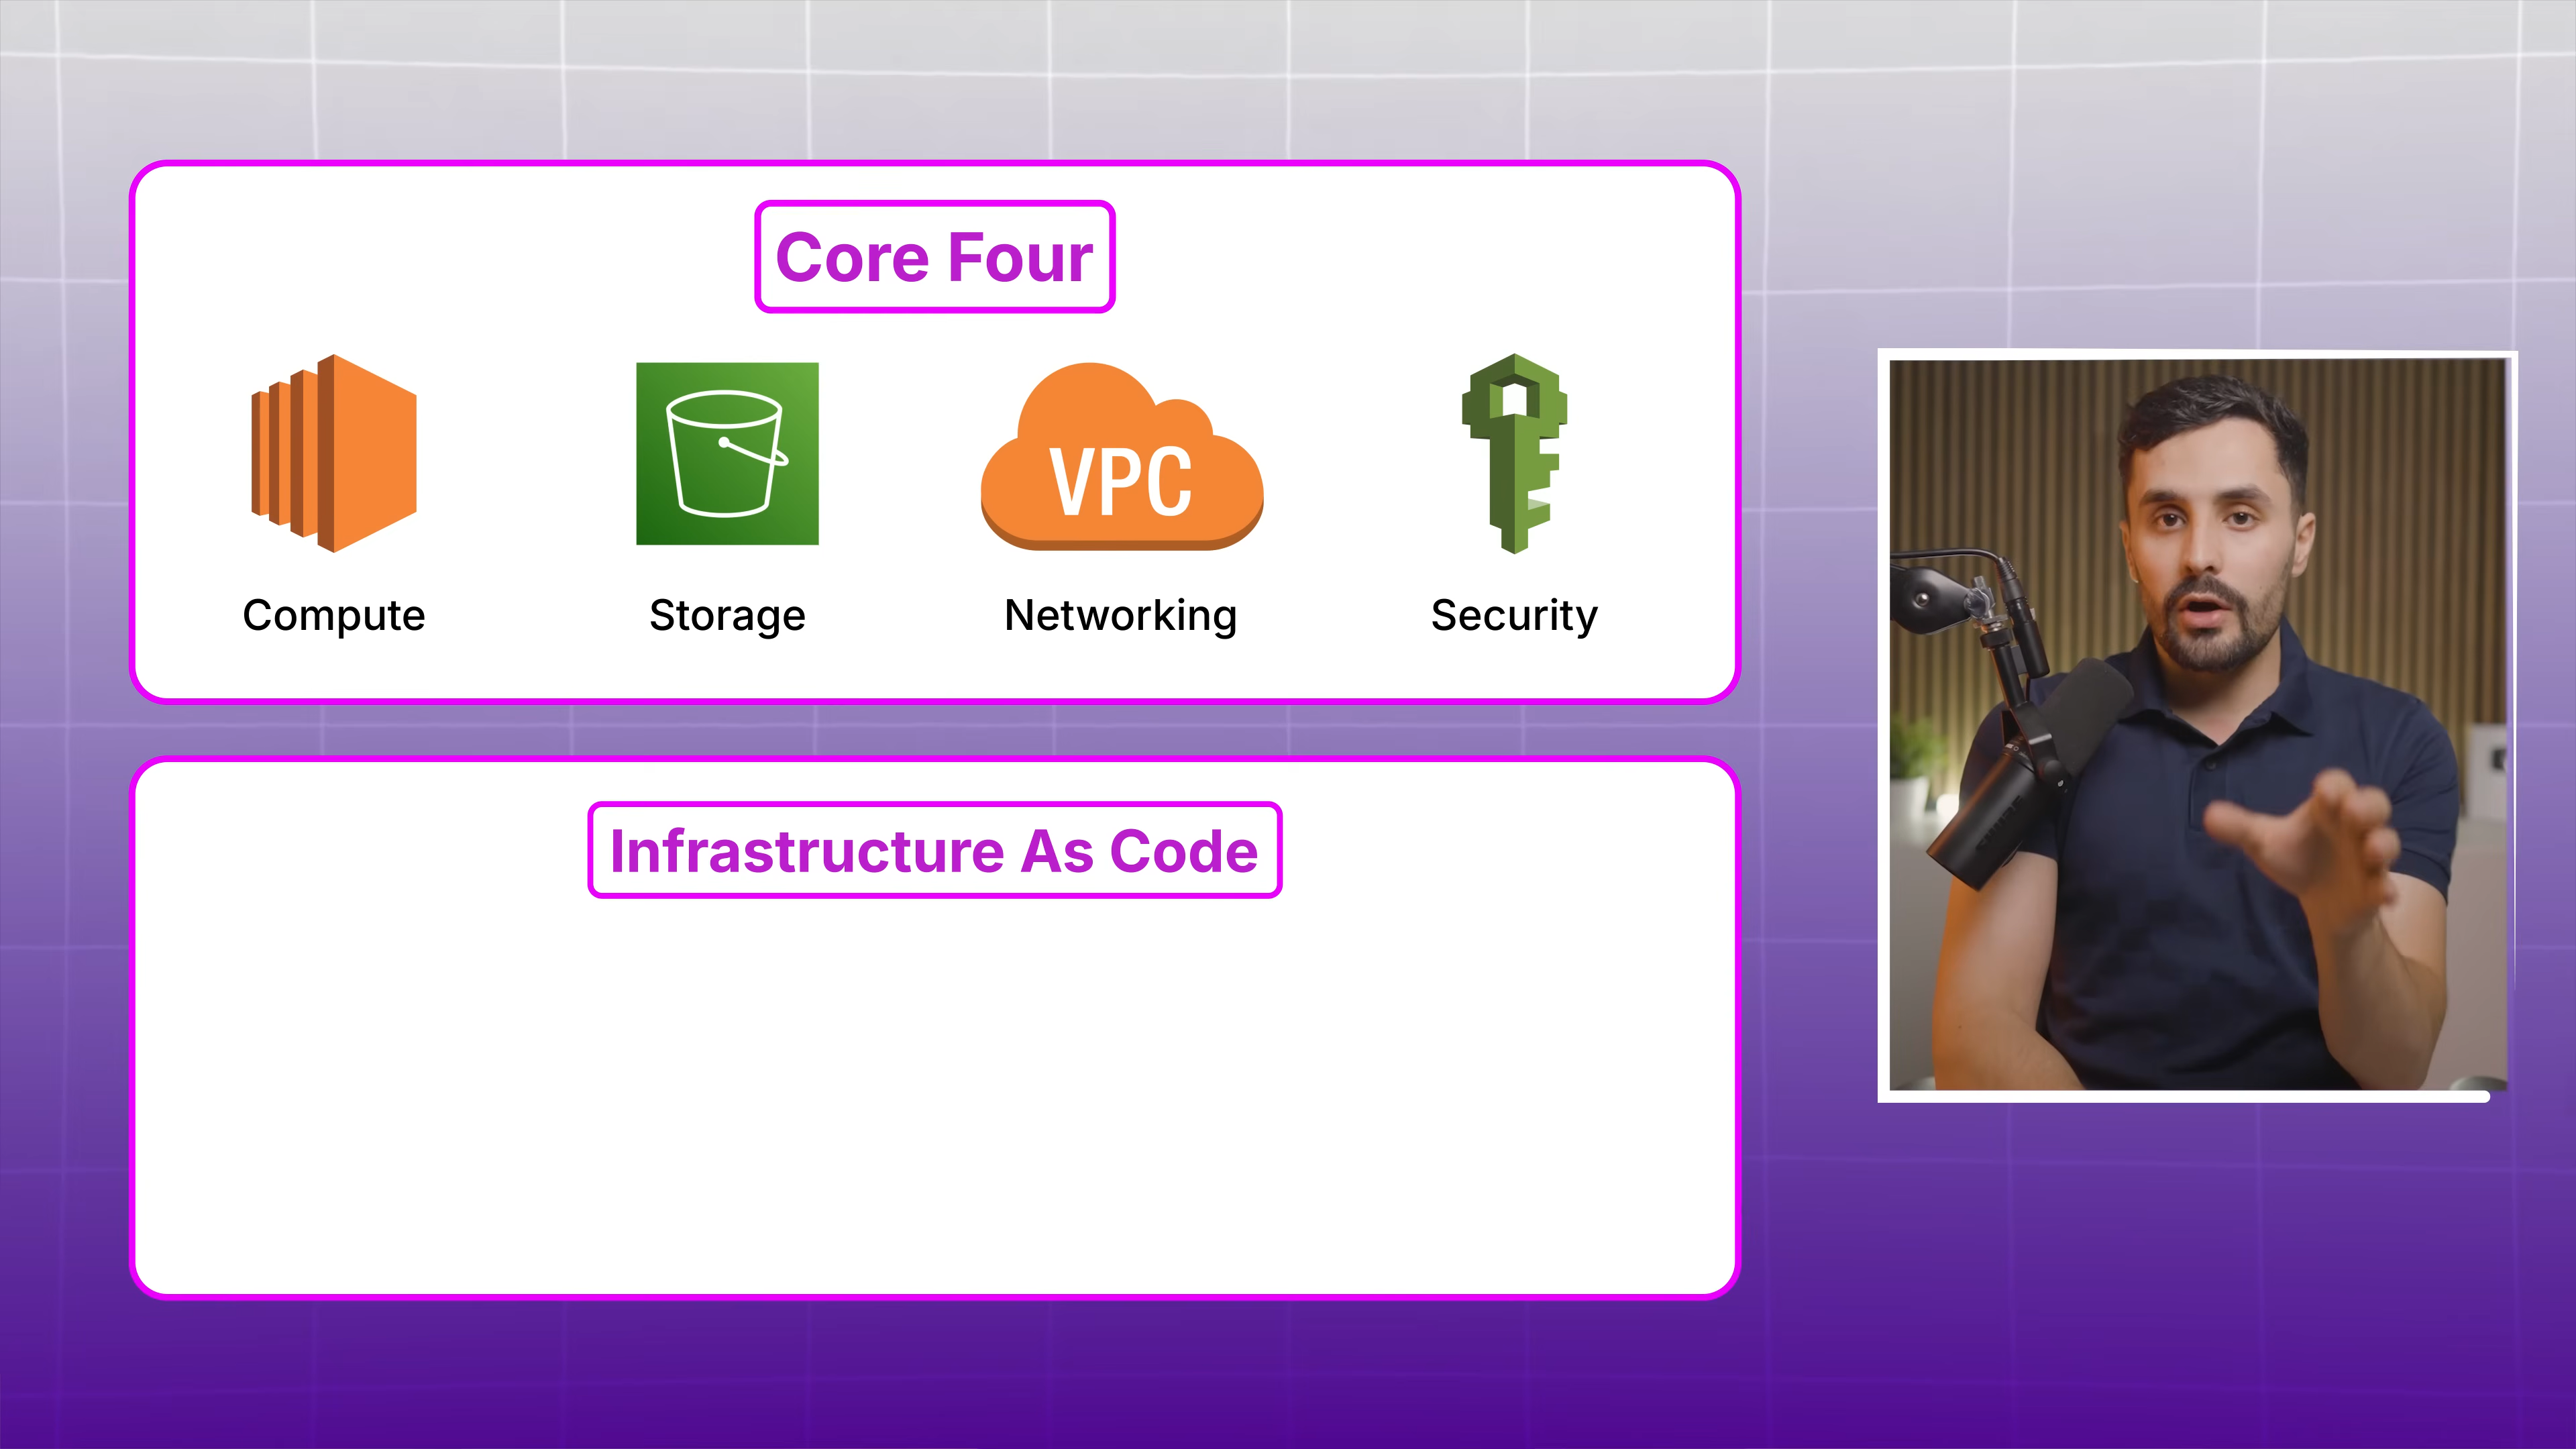 Core Four
VPC
Compute
Storage
Networking
Security
Infrastructure As Code